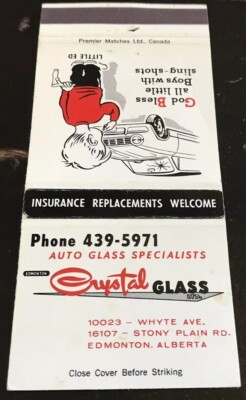 Premier Matches Ltd., Canada
God Bless
all little
Boys with
sling-shots
LITTLE ED
INSURANCE REPLACEMENTS WELCOME
Phone 439-5971
AUTO GLASS SPECIALISTS
EDMONTON
Crystal GLASS
10023 - WHYTE AVE.
16107 - STONY PLAIN RD.
EDMONTON, ALBERTA
Close Cover Before Striking